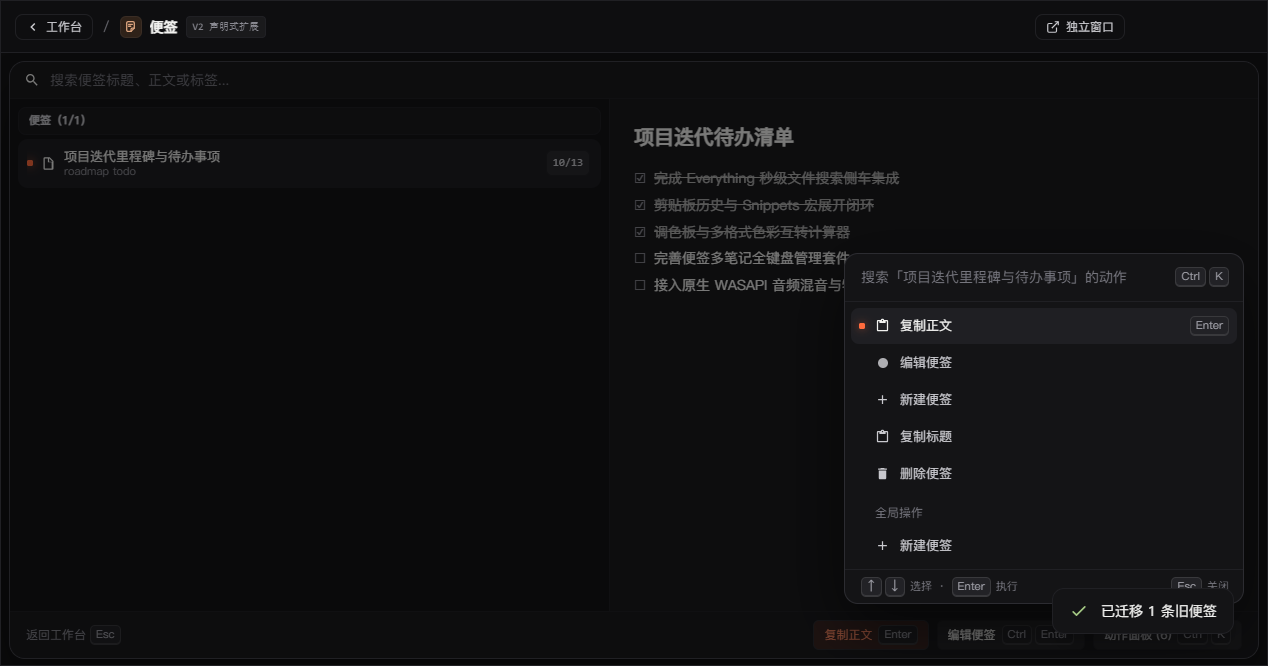 工作台 / 便签 V2 声明式扩展 独立窗口
搜索便签标题、正文或标签...
便签 (1/1)
项目迭代里程碑与待办事项
roadmap todo
10/13
项目迭代待办清单
完成 Everything 秒级文件搜索侧车集成
剪贴板历史与 Snippets 宏展开闭环
调色板与多格式色彩互转计算器
完善便签多笔记全键盘管理套件
接入原生 WASAPI 音频混音与
搜索「项目迭代里程碑与待办事项」的动作 Ctrl K
复制正文 Enter
编辑便签
新建便签
复制标题
删除便签
全局操作
新建便签
↑ ↓ 选择 · Enter 执行 Esc 关闭
已迁移 1 条旧便签
返回工作台 Esc 复制正文 Enter 编辑便签 Ctrl Enter 动作面板 (6) Ctrl K